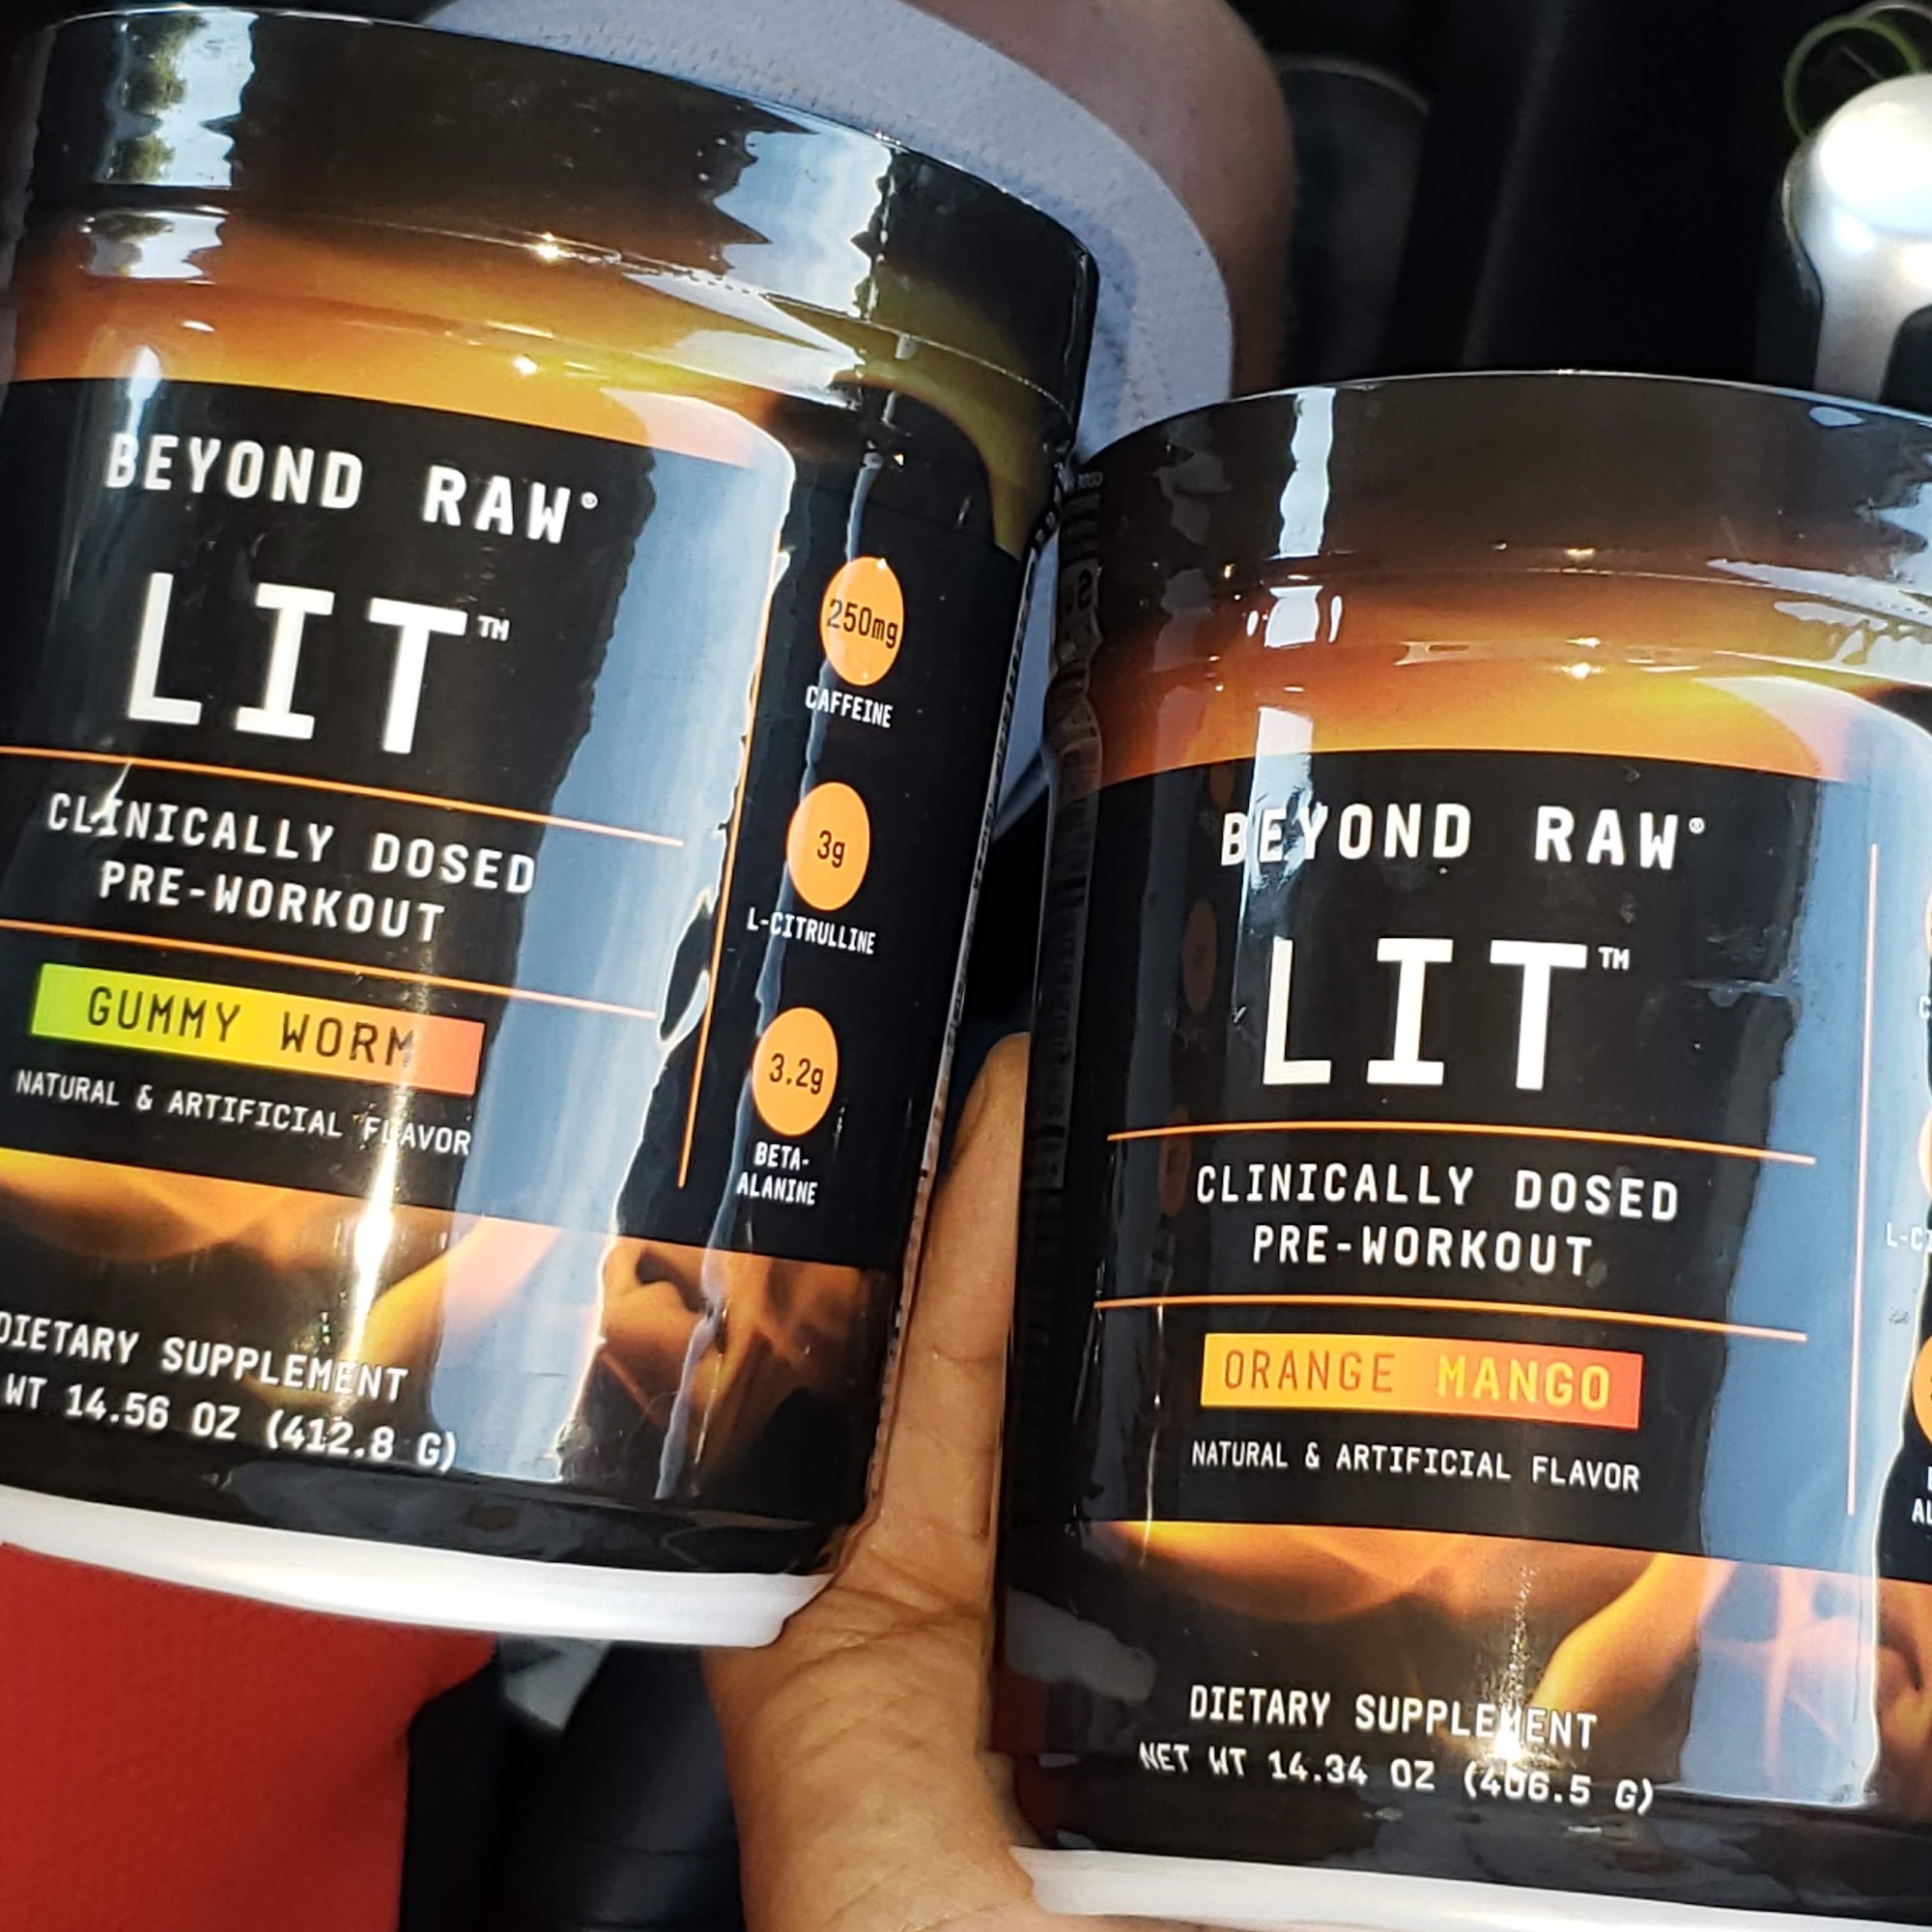 BEYOND RAW®
LIT™
CLINICALLY DOSED
PRE-WORKOUT
GUMMY WORM
NATURAL & ARTIFICIAL FLAVOR
DIETARY SUPPLEMENT
WT 14.56 OZ (412.8 G)
250mg
CAFFEINE
3g
L-CITRULLINE
3.2g
BETA-
ALANINE
BEYOND RAW®
LIT™
CLINICALLY DOSED
PRE-WORKOUT
ORANGE MANGO
NATURAL & ARTIFICIAL FLAVOR
DIETARY SUPPLEMENT
NET WT 14.34 OZ (406.5 G)